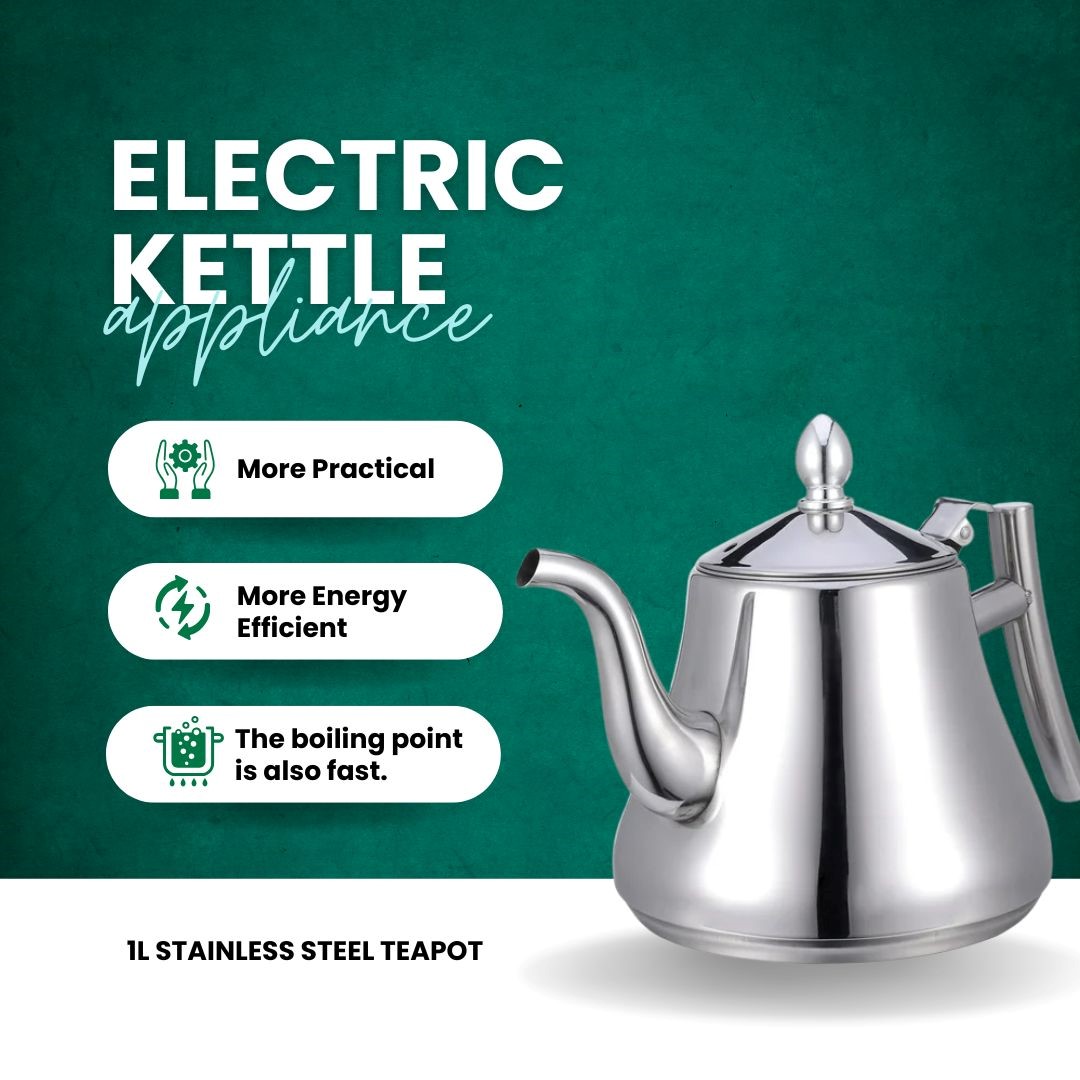 ELECTRIC
KETTLE
appliance
More Practical
More Energy
Efficient
The boiling point
is also fast.
1L STAINLESS STEEL TEAPOT